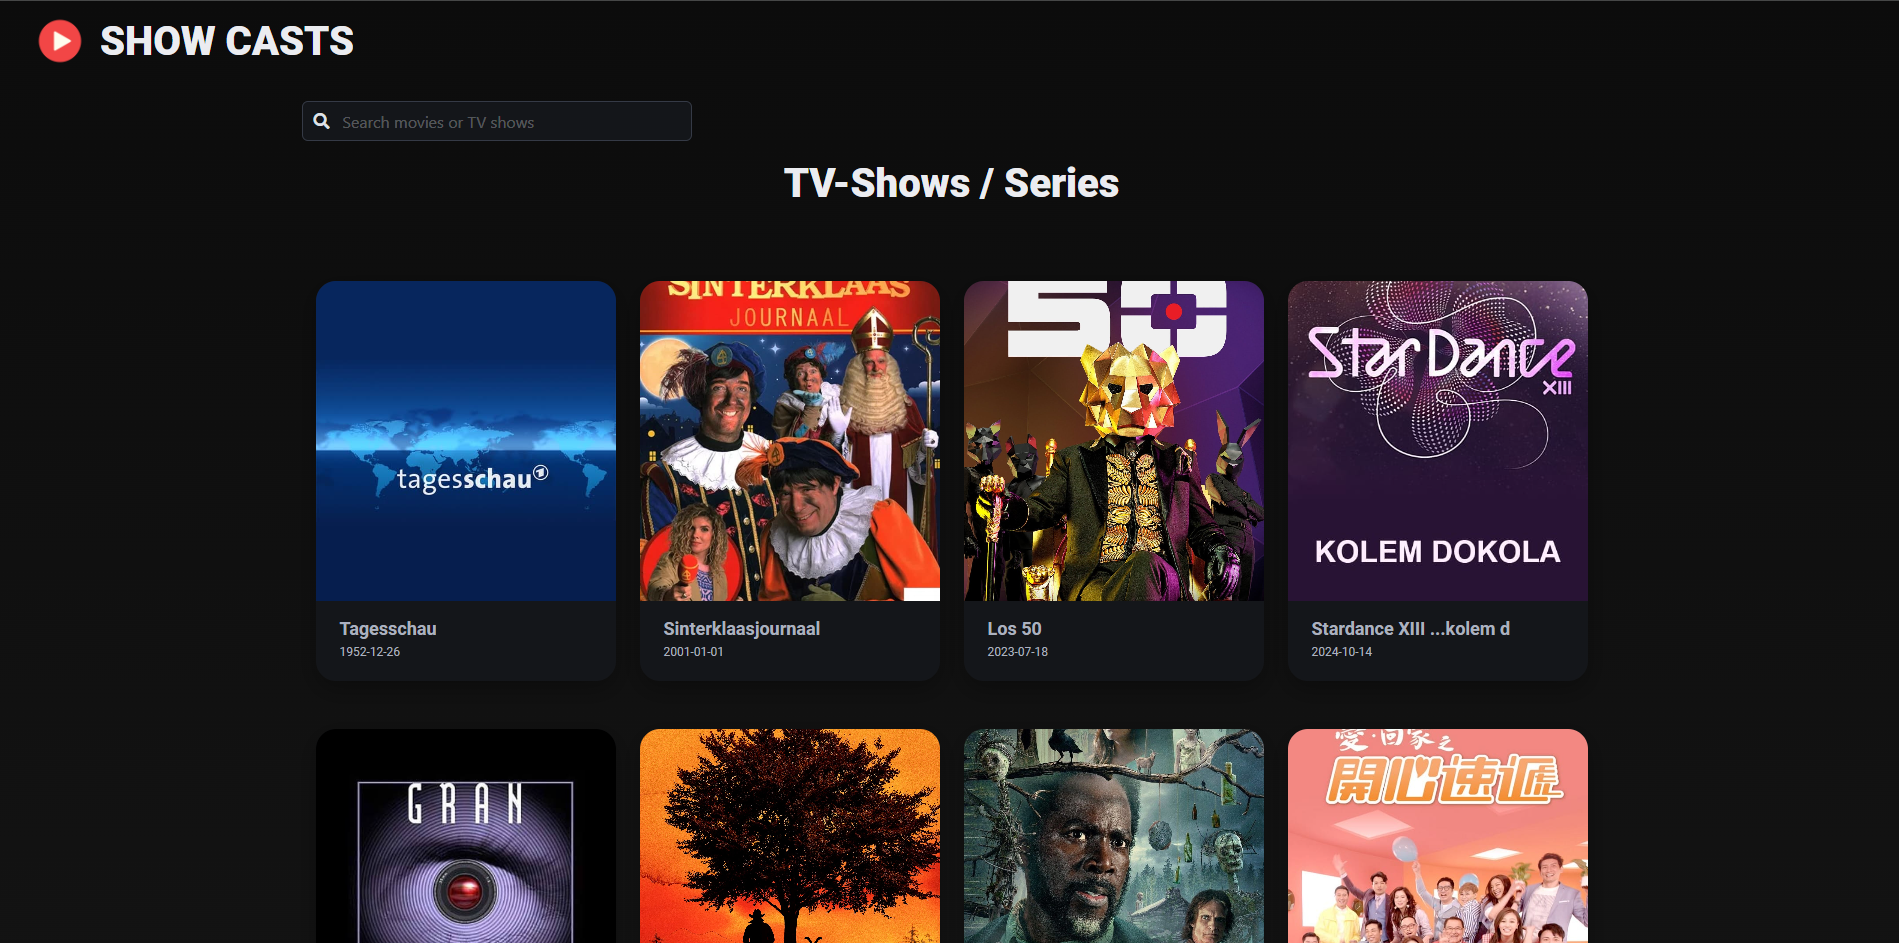 SHOW CASTS
Search movies or TV shows
TV-Shows / Series
tagesschau
SINTERKLAAS
JOURNAAL
50
StarDance
XIII
KOLEM DOKOLA
Tagesschau
1952-12-26
Sinterklaasjournaal
2001-01-01
Los 50
2023-07-18
Stardance XIII ...kolem d
2024-10-14
GRAN
愛·回家之
開心速遞